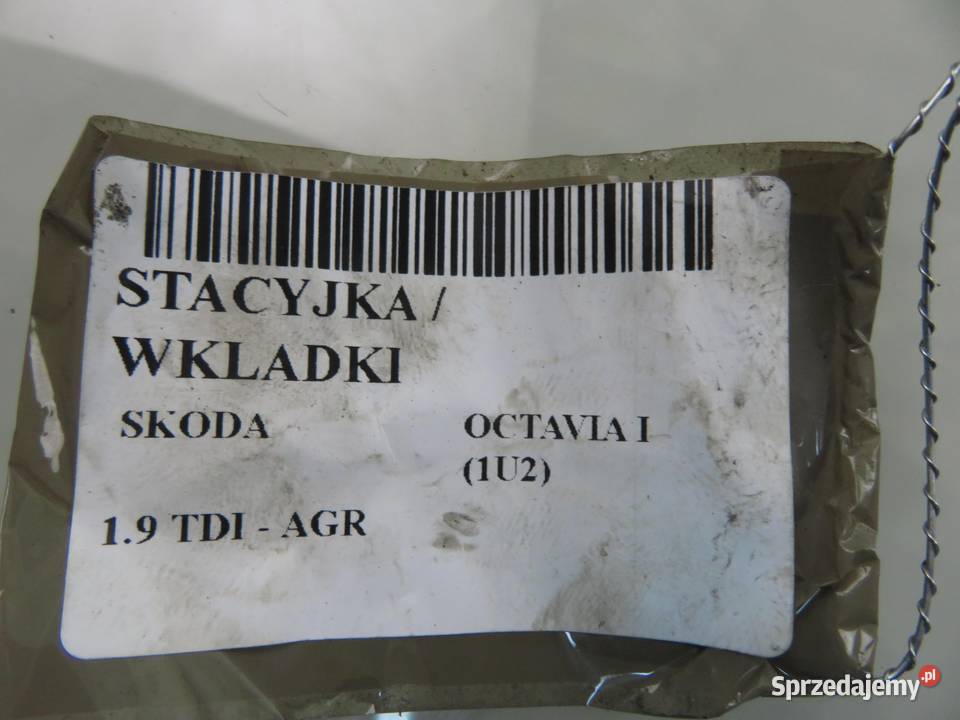 STACYJKA /
WKLADKI
SKODA OCTAVIA I
(1U2)
1.9 TDI - AGR
Sprzedajemy.pl